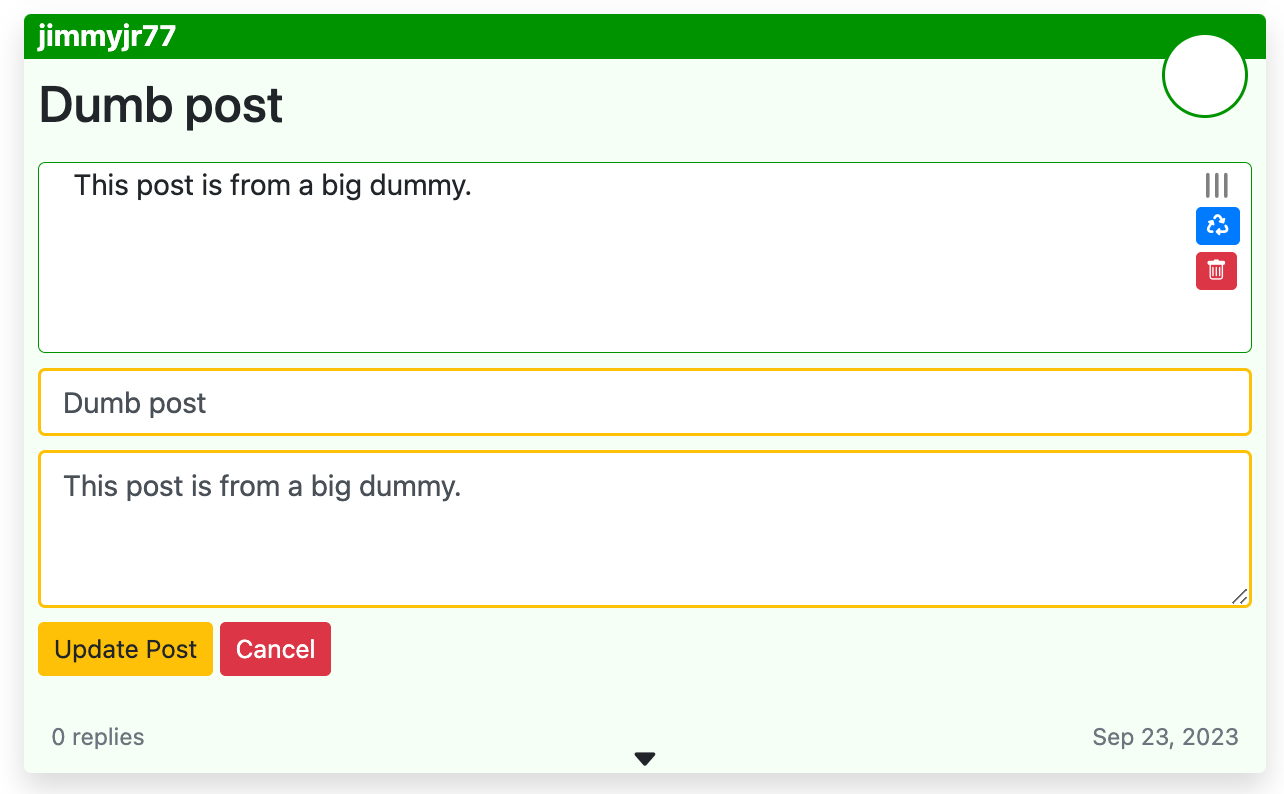 jimmyjr77
Dumb post
This post is from a big dummy.
Dumb post
This post is from a big dummy.
Update Post Cancel
0 replies Sep 23, 2023